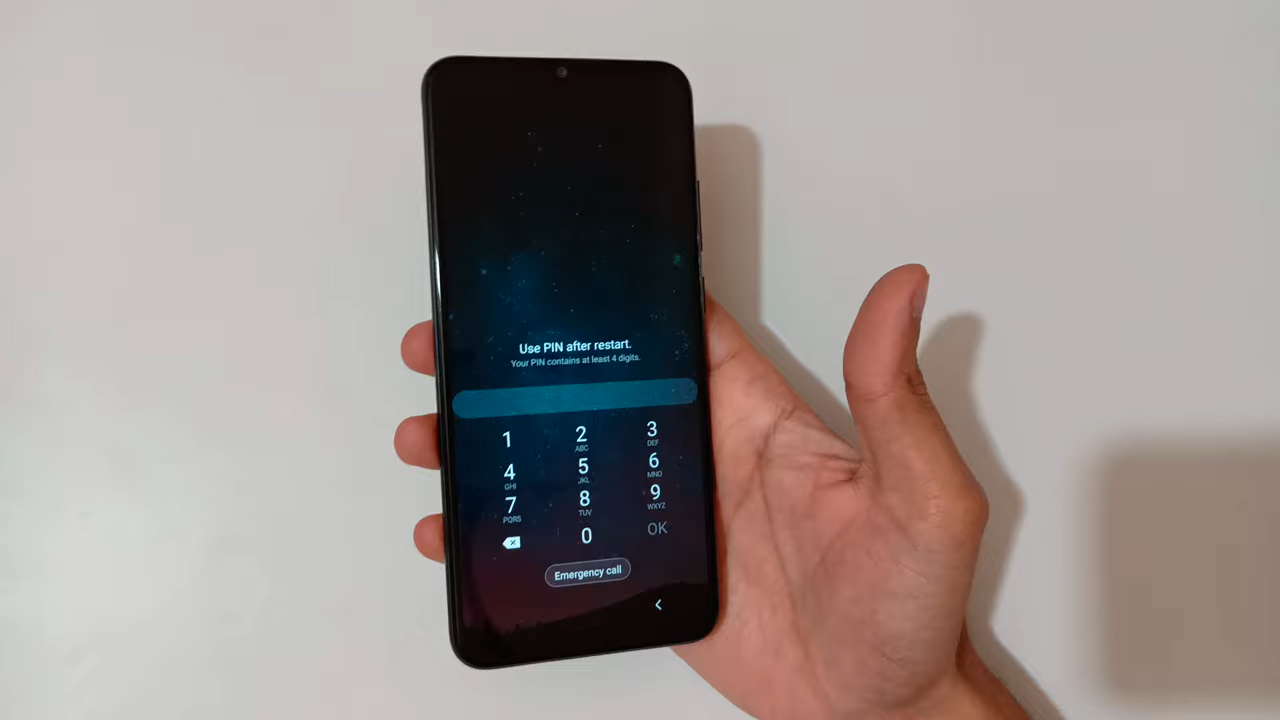 Use PIN after restart.
Your PIN contains at least 4 digits.
1 2 ABC 3 DEF
4 GHI 5 JKL 6 MNO
7 PQRS 8 TUV 9 WXYZ
0 OK
Emergency call